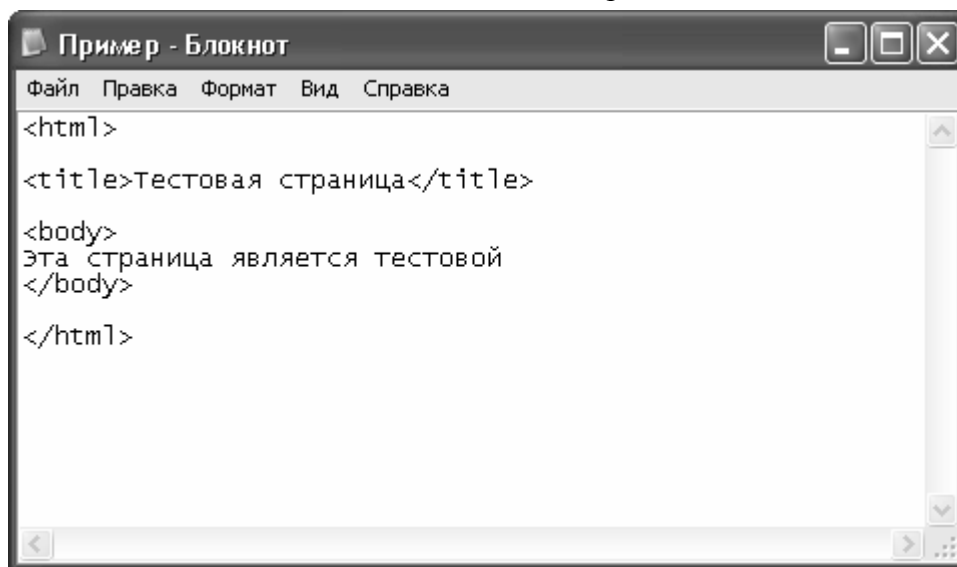 Пример - Блокнот
Файл Правка Формат Вид Справка
<html>
<title>Тестовая страница</title>
<body>
Эта страница является тестовой
</body>
</html>